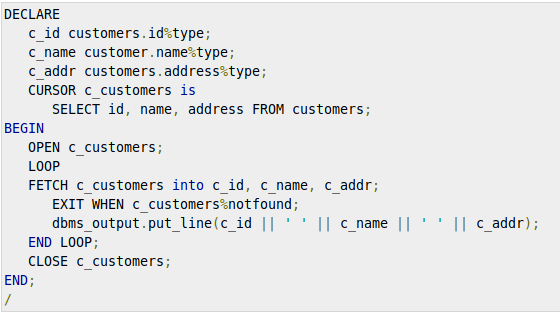 DECLARE
   c_id customers.id%type;
   c_name customer.name%type;
   c_addr customers.address%type;
   CURSOR c_customers is
      SELECT id, name, address FROM customers;
BEGIN
   OPEN c_customers;
   LOOP
   FETCH c_customers into c_id, c_name, c_addr;
      EXIT WHEN c_customers%notfound;
      dbms_output.put_line(c_id || ' ' || c_name || ' ' || c_addr);
   END LOOP;
   CLOSE c_customers;
END;
/